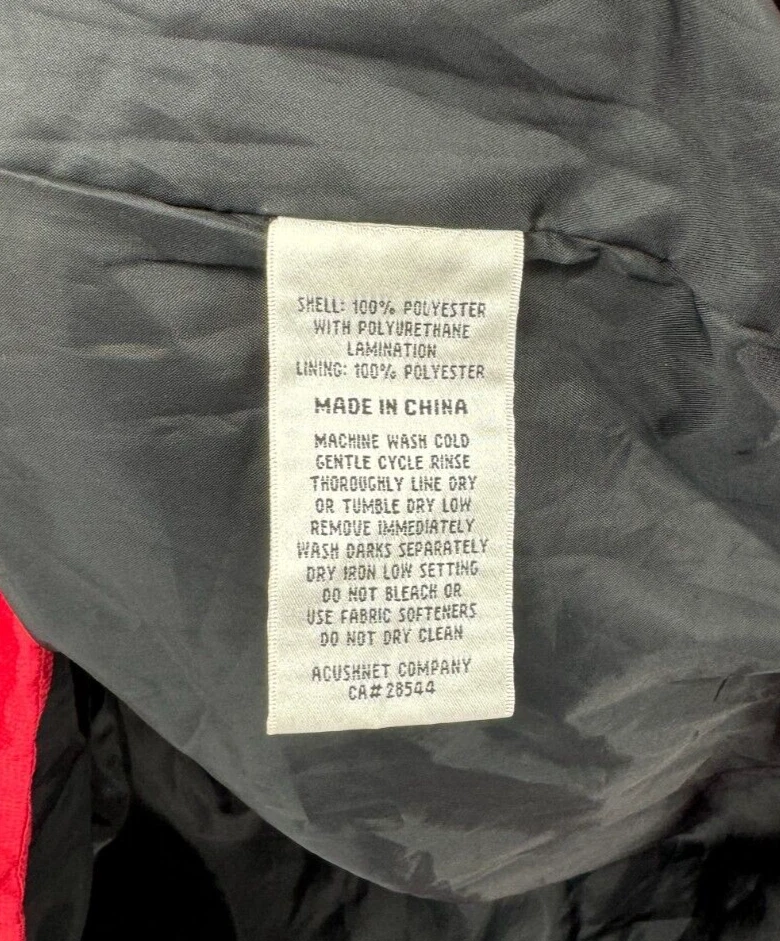 SHELL: 100% POLYESTER
WITH POLYURETHANE
LAMINATION
LINING: 100% POLYESTER
MADE IN CHINA
MACHINE WASH COLD
GENTLE CYCLE RINSE
THOROUGHLY LINE DRY
OR TUMBLE DRY LOW
REMOVE IMMEDIATELY
WASH DARKS SEPARATELY
DRY IRON LOW SETTING
DO NOT BLEACH OR
USE FABRIC SOFTENERS
DO NOT DRY CLEAN
ACUSHNET COMPANY
CA# 28544